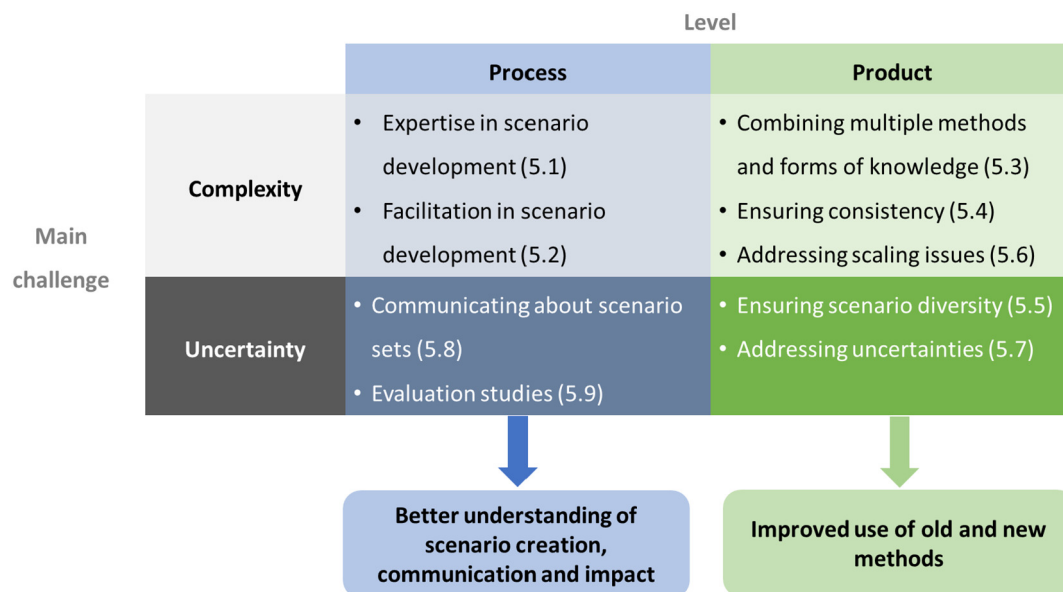 Level
Process
Product
Main
challenge
Complexity
• Expertise in scenario
development (5.1)
• Facilitation in scenario
development (5.2)
• Combining multiple methods
and forms of knowledge (5.3)
• Ensuring consistency (5.4)
• Addressing scaling issues (5.6)
Uncertainty
• Communicating about scenario
sets (5.8)
• Evaluation studies (5.9)
• Ensuring scenario diversity (5.5)
• Addressing uncertainties (5.7)
Better understanding of
scenario creation,
communication and impact
Improved use of old and new
methods